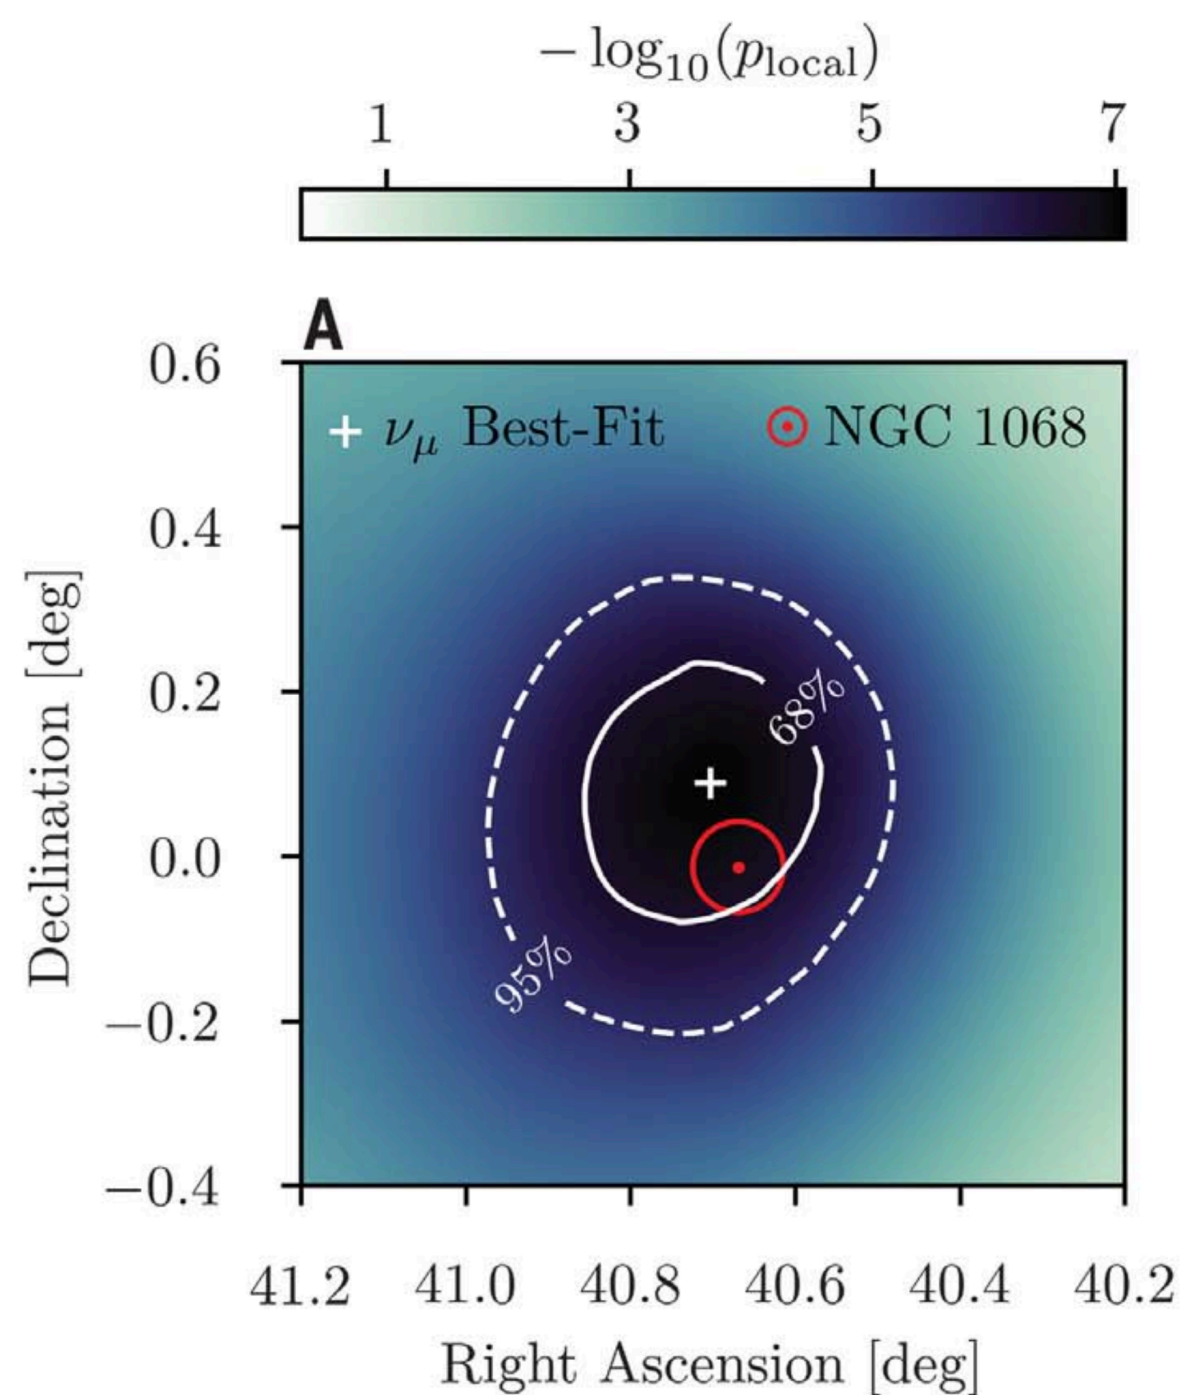 − log₁₀(p_local)
1 3 5 7
A
0.6
ν_μ Best-Fit NGC 1068
0.4
0.2
0.0
−0.2
−0.4
68%
95%
Declination [deg]
41.2 41.0 40.8 40.6 40.4 40.2
Right Ascension [deg]